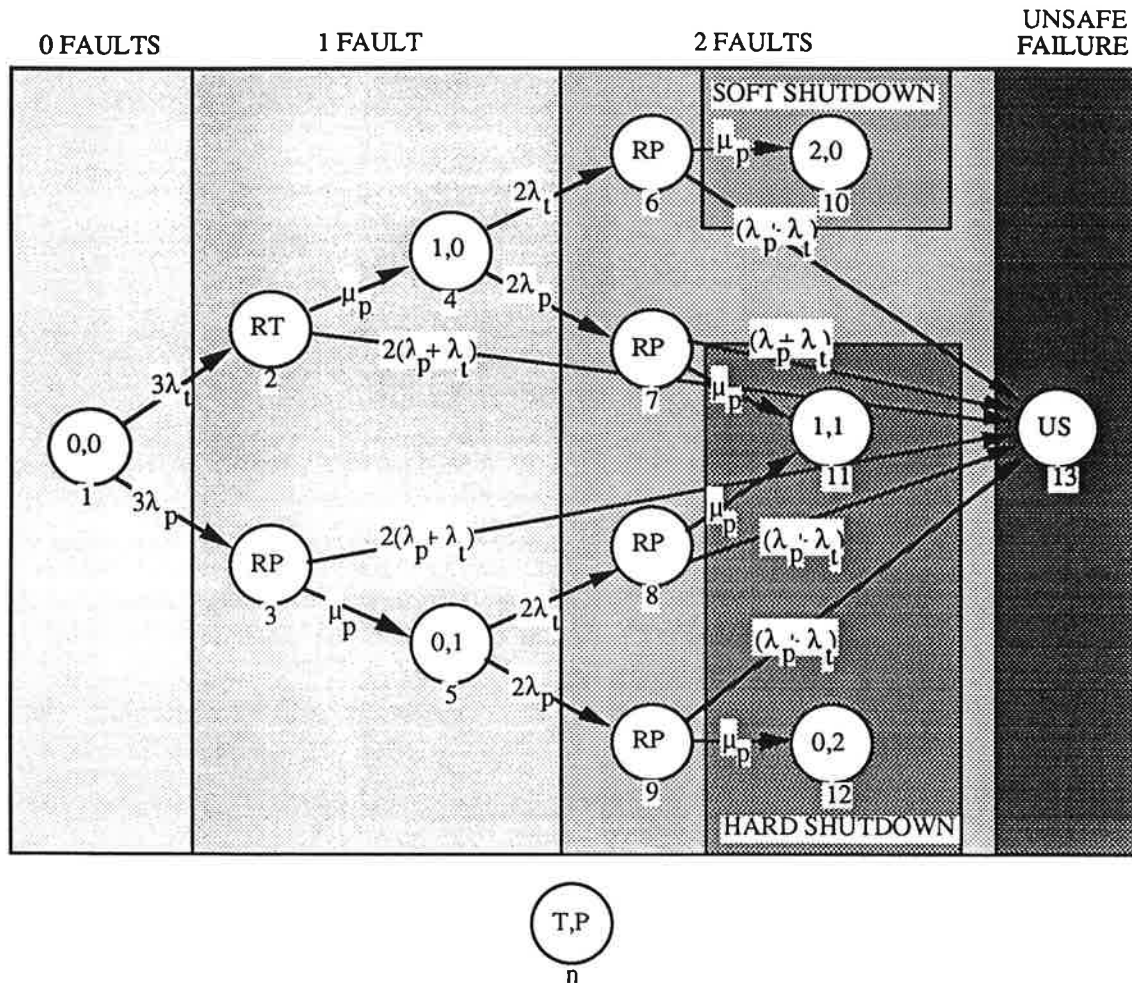 UNSAFE
0 FAULTS 1 FAULT 2 FAULTS FAILURE
SOFT SHUTDOWN
RP μp 2,0
6 10
2λt
(λp+ λt)
1,0
4
μp 2λp
RT
2
2(λp+ λt)
RP (λp+ λt)
7 μp
3λt
0,0
1
1,1
11
US
13
3λp
μp
2(λp+ λt)
RP
3
RP
8
(λp+ λt)
μp 2λt
0,1
5
(λp+ λt)
2λp
RP μp 0,2
9 12
HARD SHUTDOWN
T,P
n